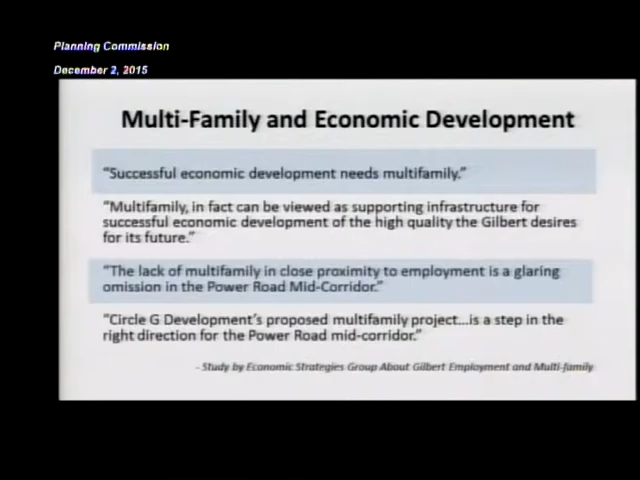 Planning Commission
December 2, 2015
Multi-Family and Economic Development
“Successful economic development needs multifamily.”
“Multifamily, in fact can be viewed as supporting infrastructure for
successful economic development of the high quality the Gilbert desires
for its future.”
“The lack of multifamily in close proximity to employment is a glaring
omission in the Power Road Mid-Corridor.”
“Circle G Development’s proposed multifamily project...is a step in the
right direction for the Power Road mid-corridor.”
- Study by Economic Strategies Group About Gilbert Employment and Multi-family